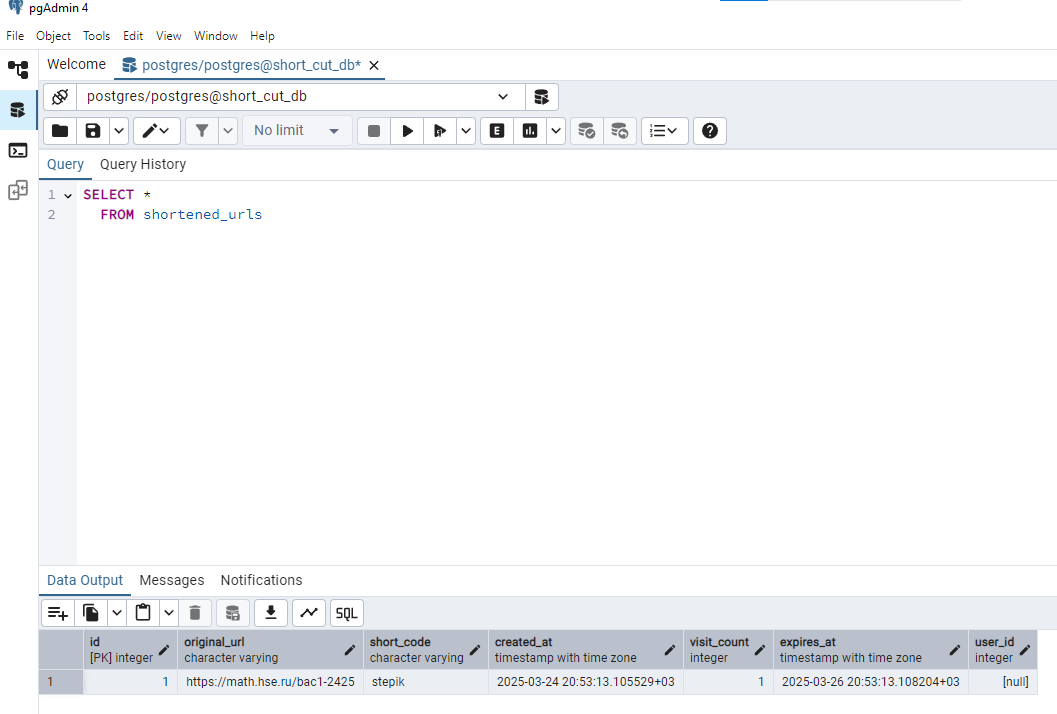 pgAdmin 4
File Object Tools Edit View Window Help
Welcome postgres/postgres@short_cut_db*
postgres/postgres@short_cut_db
No limit E
Query Query History
1 SELECT *
2 FROM shortened_urls
Data Output Messages Notifications
SQL
id original_url short_code created_at visit_count expires_at user_id
[PK] integer character varying character varying timestamp with time zone integer timestamp with time zone integer
1 1 https://math.hse.ru/bac1-2425 stepik 2025-03-24 20:53:13.105529+03 1 2025-03-26 20:53:13.108204+03 [null]